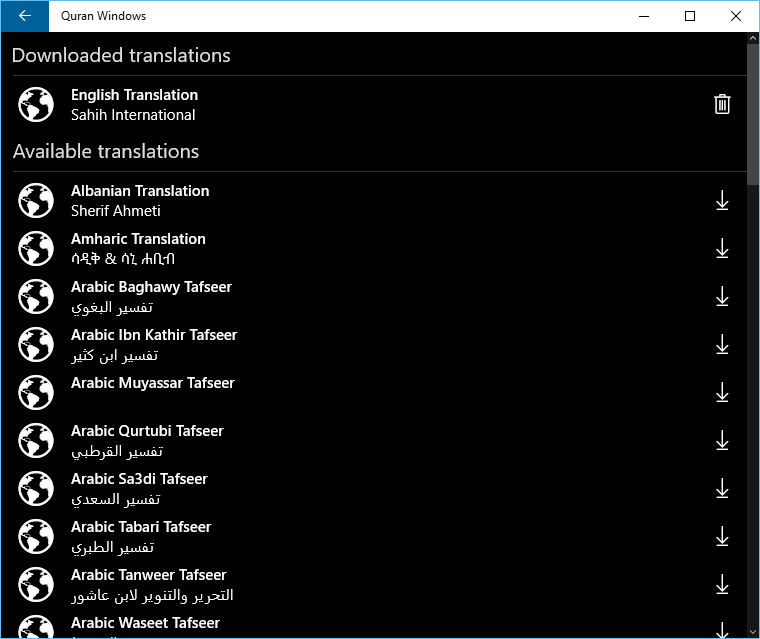 Quran Windows
Downloaded translations
English Translation
Sahih International
Available translations
Albanian Translation
Sherif Ahmeti
Amharic Translation
ሳዲቅ & ሳኒ ሐቢብ
Arabic Baghawy Tafseer
تفسير البغوي
Arabic Ibn Kathir Tafseer
تفسير ابن كثير
Arabic Muyassar Tafseer
Arabic Qurtubi Tafseer
تفسير القرطبي
Arabic Sa3di Tafseer
تفسير السعدي
Arabic Tabari Tafseer
تفسير الطبري
Arabic Tanweer Tafseer
التحرير والتنوير لابن عاشور
Arabic Waseet Tafseer